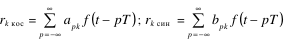 r_{k кос} = \sum_{p=-\infty}^{\infty} a_{pk} f(t - pT); r_{k син} = \sum_{p=-\infty}^{\infty} b_{pk} f(t - pT)